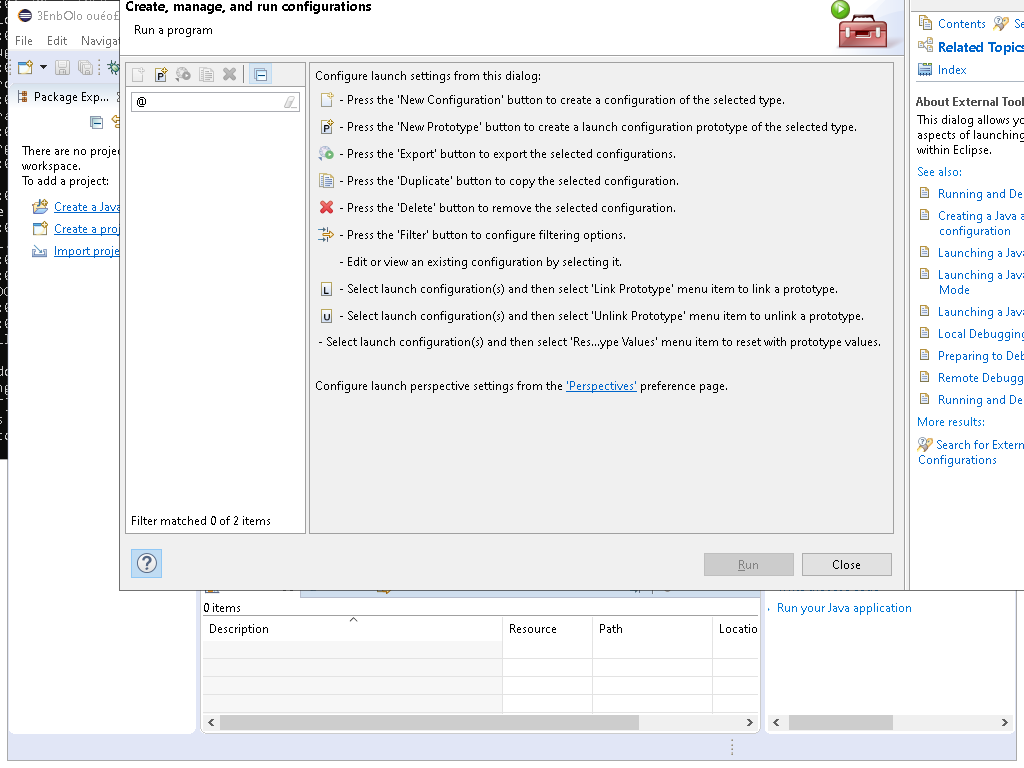 Create, manage, and run configurations
Run a program
3EnbOlo
File Edit
@
Filter matched 0 of 2 items
Configure launch settings from this dialog:
- Press the 'New Configuration' button to create a configuration of the selected type.
- Press the 'New Prototype' button to create a launch configuration prototype of the selected type.
- Press the 'Export' button to export the selected configurations.
- Press the 'Duplicate' button to copy the selected configuration.
- Press the 'Delete' button to remove the selected configuration.
- Press the 'Filter' button to configure filtering options.
- Edit or view an existing configuration by selecting it.
L - Select launch configuration(s) and then select 'Link Prototype' menu item to link a prototype.
U - Select launch configuration(s) and then select 'Unlink Prototype' menu item to unlink a prototype.
- Select launch configuration(s) and then select 'Res...ype Values' menu item to reset with prototype values.
Configure launch perspective settings from the 'Perspectives' preference page.
Run Close
Package Exp...
There are no proje
workspace.
To add a project:
Create a Java
Create a proj
Import proje
Contents Se
Related Topics
Index
About External Tool
This dialog allows yo
aspects of launching
within Eclipse.
See also:
Running and De
Creating a Java a
configuration
Launching a Java
Launching a Java
Mode
Launching a Java
Local Debugging
Preparing to Deb
Remote Debugg
Running and De
More results:
Search for Extern
Configurations
0 items
Description Resource Path Locatio
Run your Java application